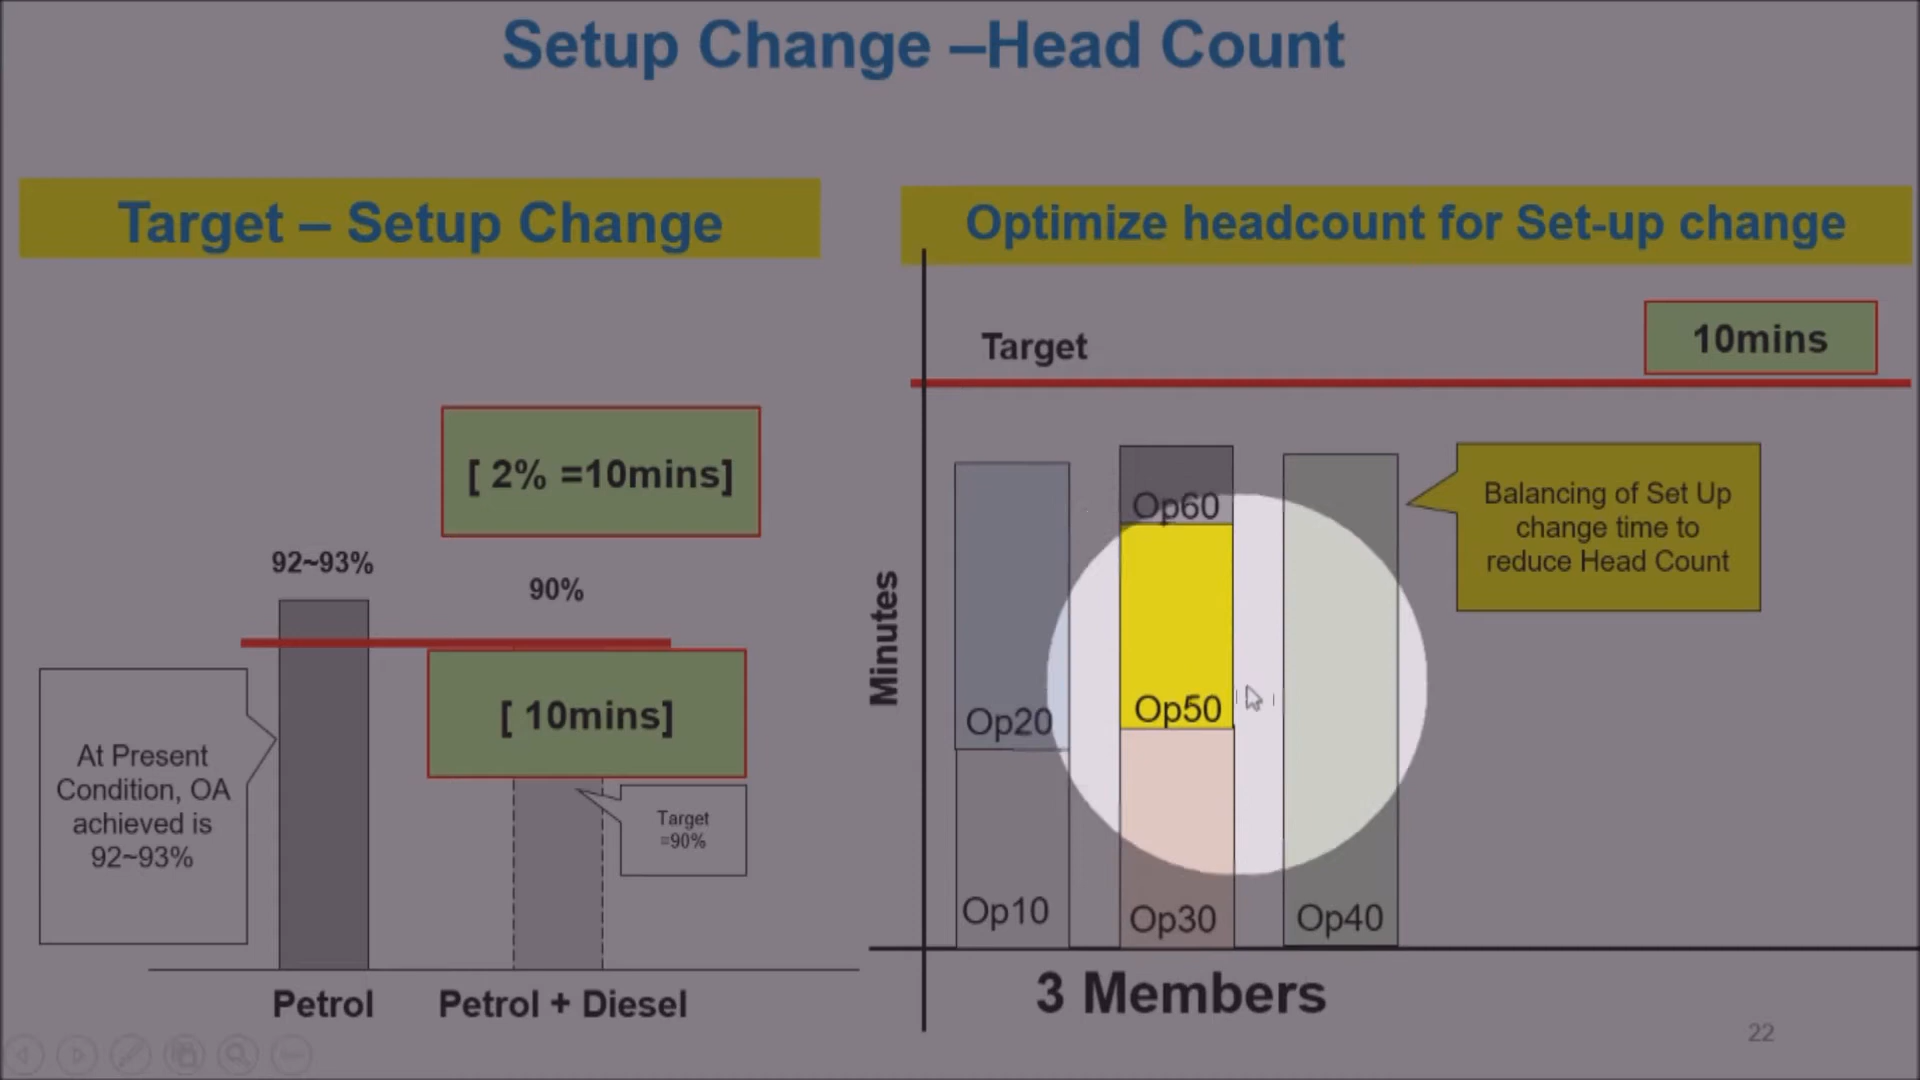 Setup Change –Head Count
Target – Setup Change
[ 2% =10mins]
92~93%
90%
[ 10mins]
At Present
Condition, OA
achieved is
92~93%
Target
=90%
Petrol
Petrol + Diesel
Optimize headcount for Set-up change
Target
10mins
Minutes
Op60
Op50
Op20
Op10
Op30
Op40
Balancing of Set Up
change time to
reduce Head Count
3 Members
22